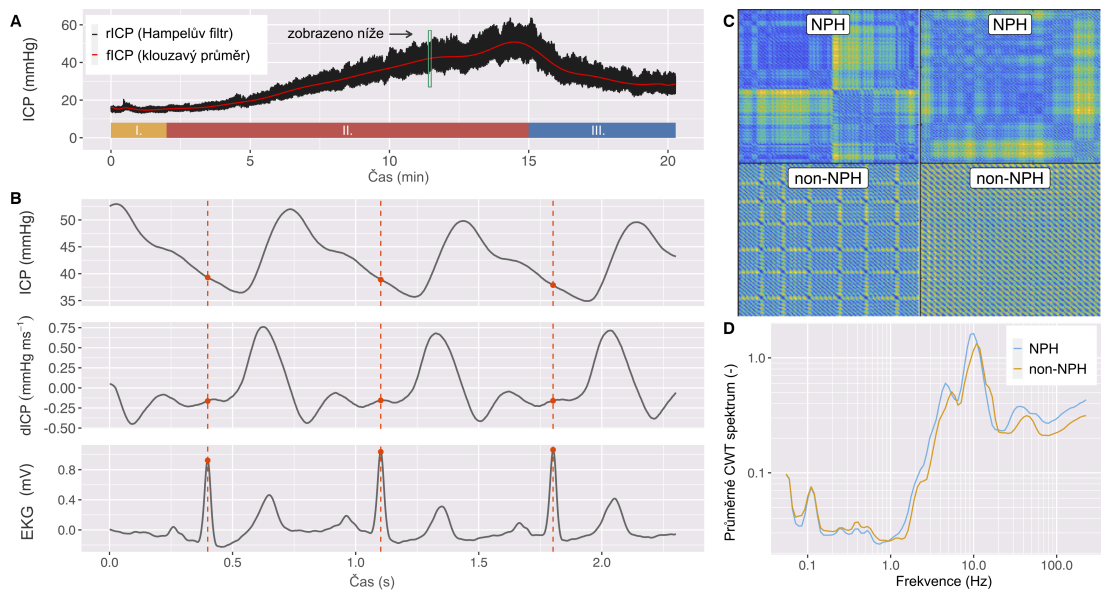 A
rICP (Hampelův filtr)
fICP (klouzavý průměr)
zobrazeno níže
ICP (mmHg)
60
40
20
0
I.
II.
III.
0
5
10
15
20
Čas (min)
B
ICP (mmHg)
50
45
40
35
dICP (mmHg ms⁻¹)
0.75
0.50
0.25
0.00
-0.25
-0.50
EKG (mV)
0.8
0.4
0.0
0.0
0.5
1.0
1.5
2.0
Čas (s)
C
NPH
NPH
non-NPH
non-NPH
D
NPH
non-NPH
Průměrné CWT spektrum (-)
1.0
0.1
0.1
1.0
10.0
100.0
Frekvence (Hz)